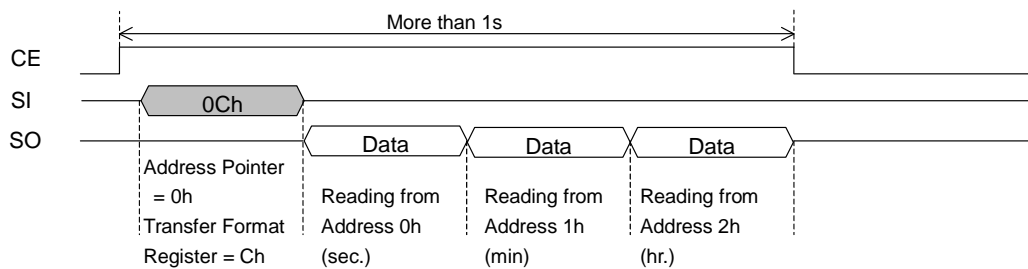 More than 1s
CE
SI
0Ch
SO
Data
Data
Data
Address Pointer
= 0h
Transfer Format
Register = Ch
Reading from
Address 0h
(sec.)
Reading from
Address 1h
(min)
Reading from
Address 2h
(hr.)